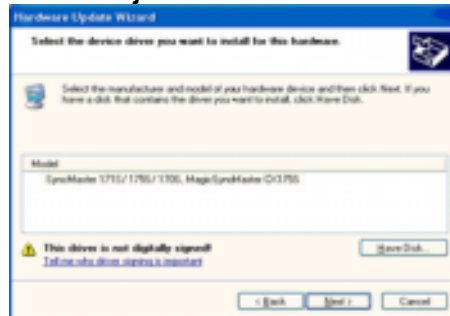 Hardware Update Wizard
Select the device driver you want to install for this hardware.
Select the manufacturer and model of your hardware device and then click Next. If you
have a disk that contains the driver you want to install, click Have Disk.
Model
SyncMaster 171S/175S/170S, MagicSyncMaster CX175S
This driver is not digitally signed!
Tell me why driver signing is important
Have Disk...
< Back
Next >
Cancel